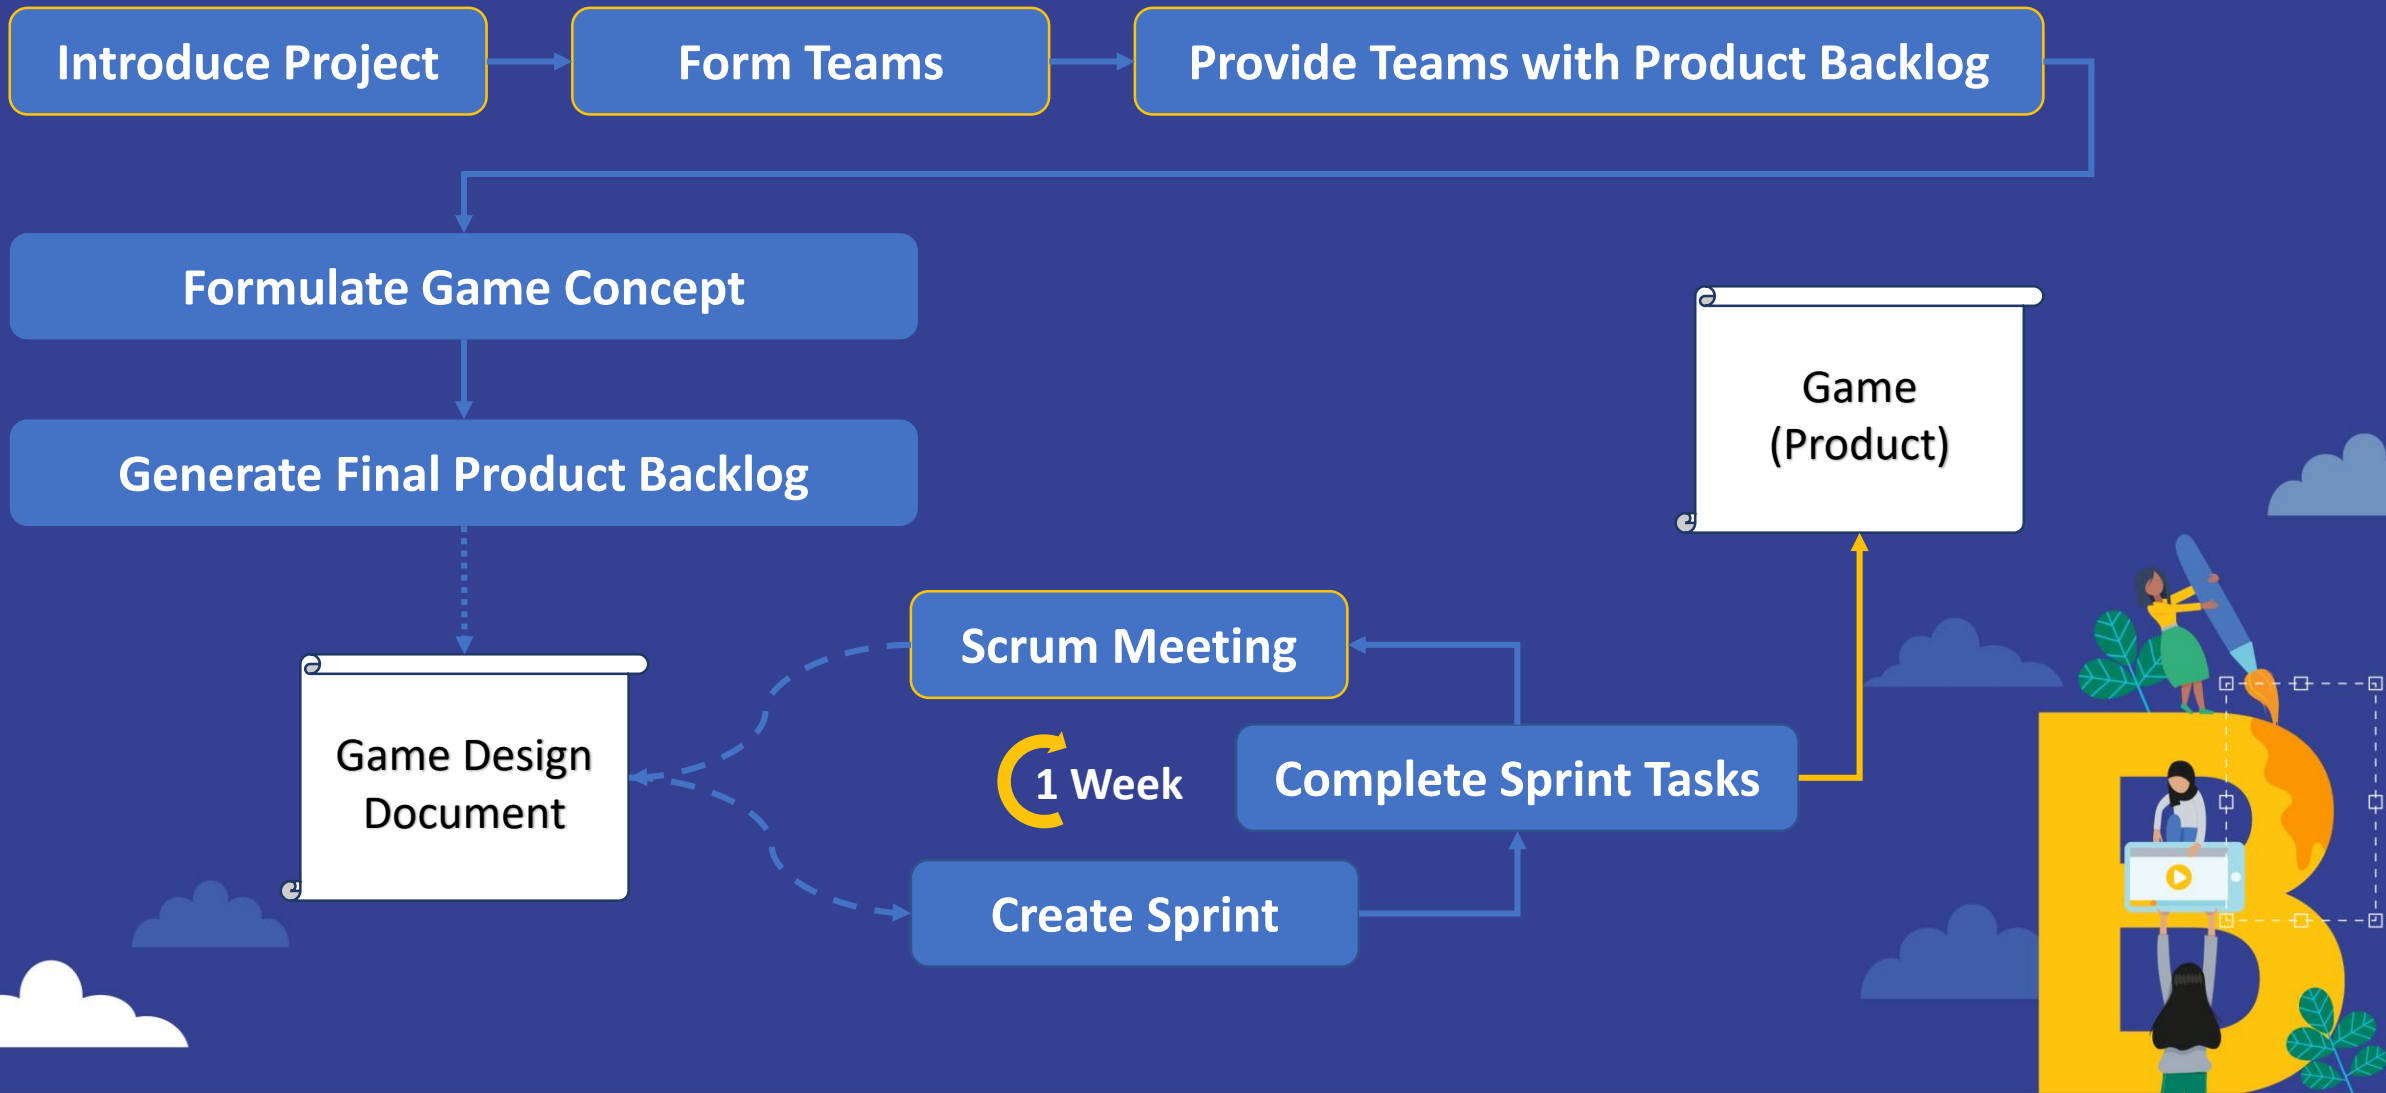 Introduce Project
Form Teams
Provide Teams with Product Backlog
Formulate Game Concept
Generate Final Product Backlog
Game
(Product)
Scrum Meeting
Game Design
Document
1 Week
Complete Sprint Tasks
Create Sprint
B